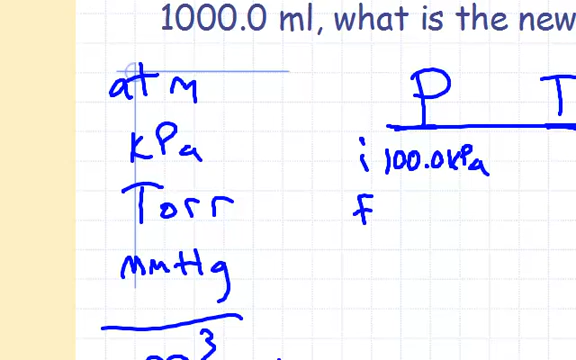 1000.0 ml, what is the new
atm
P T
kPa
i 100.0kPa
Torr
f
mmHg